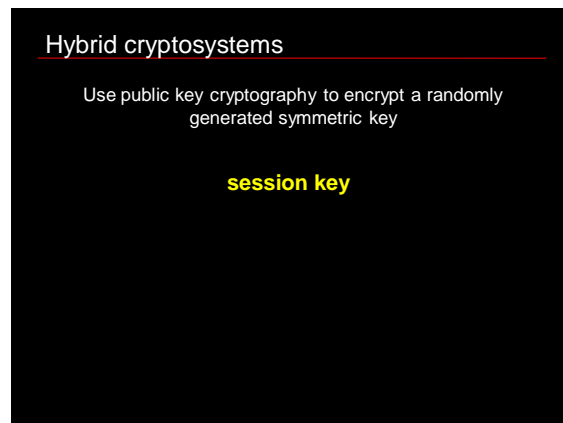 Hybrid cryptosystems
Use public key cryptography to encrypt a randomly
generated symmetric key
session key